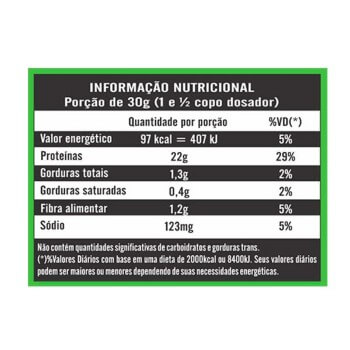 INFORMAÇÃO NUTRICIONAL
Porção de 30g (1 e ½ copo dosador)
Quantidade por porção %VD(*)
Valor energético 97 kcal = 407 kJ 5%
Proteínas 22g 29%
Gorduras totais 1,3g 2%
Gorduras saturadas 0,4g 2%
Fibra alimentar 1,2g 5%
Sódio 123mg 5%
Não contém quantidades significativas de carboidratos e gorduras trans.
(*)%Valores Diários com base em uma dieta de 2000kcal ou 8400kJ. Seus valores diários
podem ser maiores ou menores dependendo de suas necessidades energéticas.